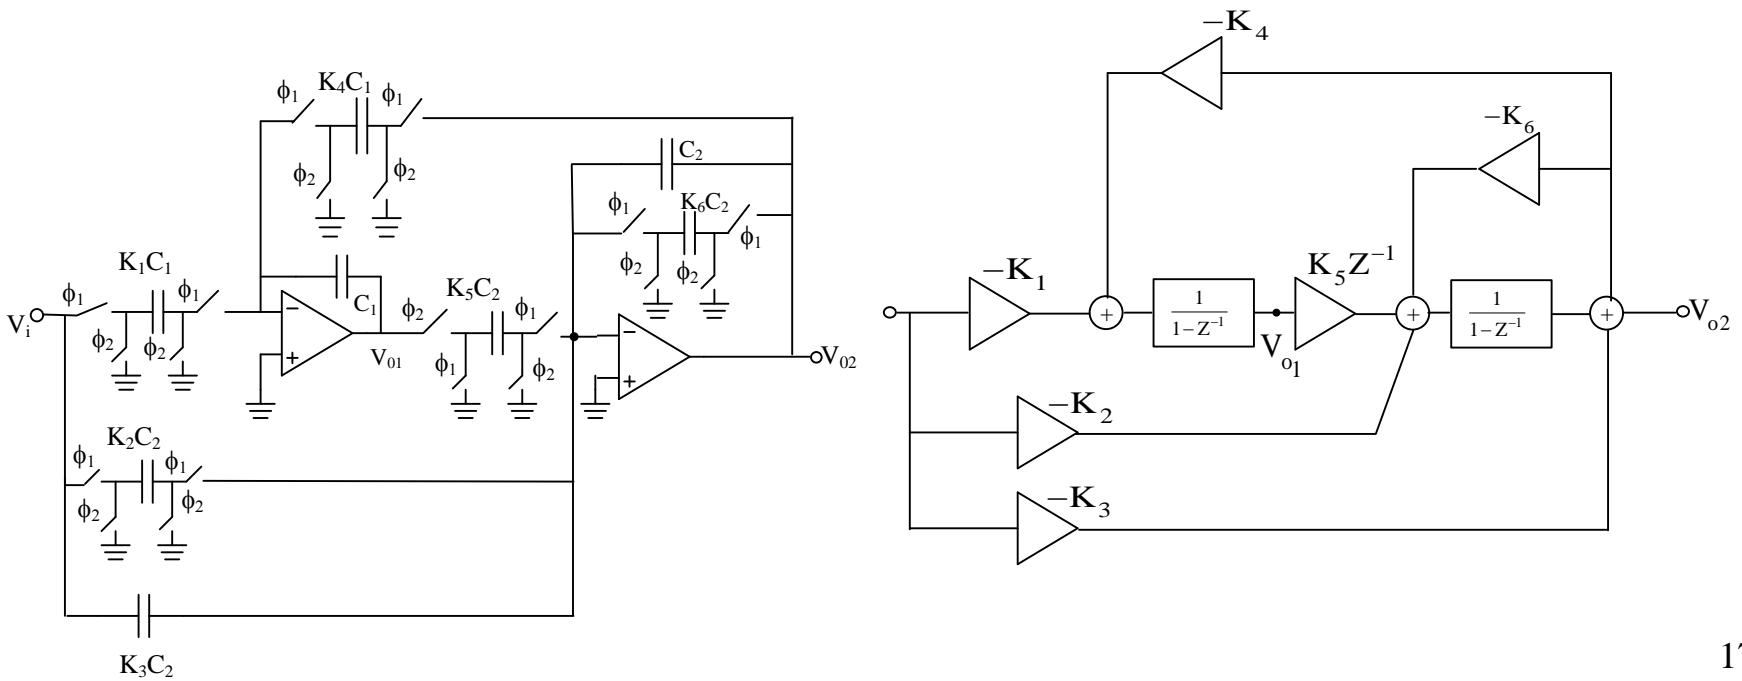 K₄C₁
ϕ₁
ϕ₁
ϕ₂
ϕ₂
C₂
K₆C₂
ϕ₁
ϕ₁
ϕ₂
ϕ₂
K₁C₁
ϕ₁
ϕ₁
Vᵢ
ϕ₂
ϕ₂
C₁
−
+
V₀₁
K₅C₂
ϕ₂
ϕ₁
ϕ₁
ϕ₂
−
+
V₀₂
K₂C₂
ϕ₁
ϕ₁
ϕ₂
ϕ₂
K₃C₂
−K₄
−K₆
−K₁
+
1
1−Z⁻¹
Vₒ₁
K₅Z⁻¹
+
1
1−Z⁻¹
+
Vₒ₂
−K₂
−K₃